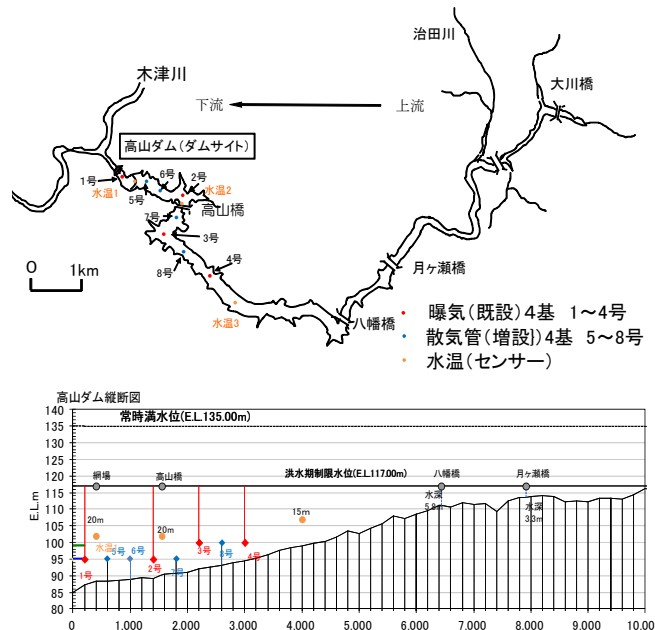 治田川
大川橋
木津川
下流
上流
高山ダム(ダムサイト)
1号
6号
2号
水温1
水温2
5号
高山橋
7号
3号
4号
8号
O 1km
月ヶ瀬橋
水温3
八幡橋
曝気(既設)4基 1~4号
散気管(増設})4基 5~8号
水温(センサー)
高山ダム縦断図
常時満水位(E.L.135.00m)
洪水期制限水位(E.L.117.00m)
網場
高山橋
八幡橋
月ヶ瀬橋
水深
水深
3.3m
20m
20m
15m
5号
6号
8号
3号
4号
1号
2号
E.L.m
140
135
130
125
120
115
110
105
100
95
90
85
80
0 1.000 2.000 3.000 4.000 5.000 6.000 7.000 8.000 9.000 10.00